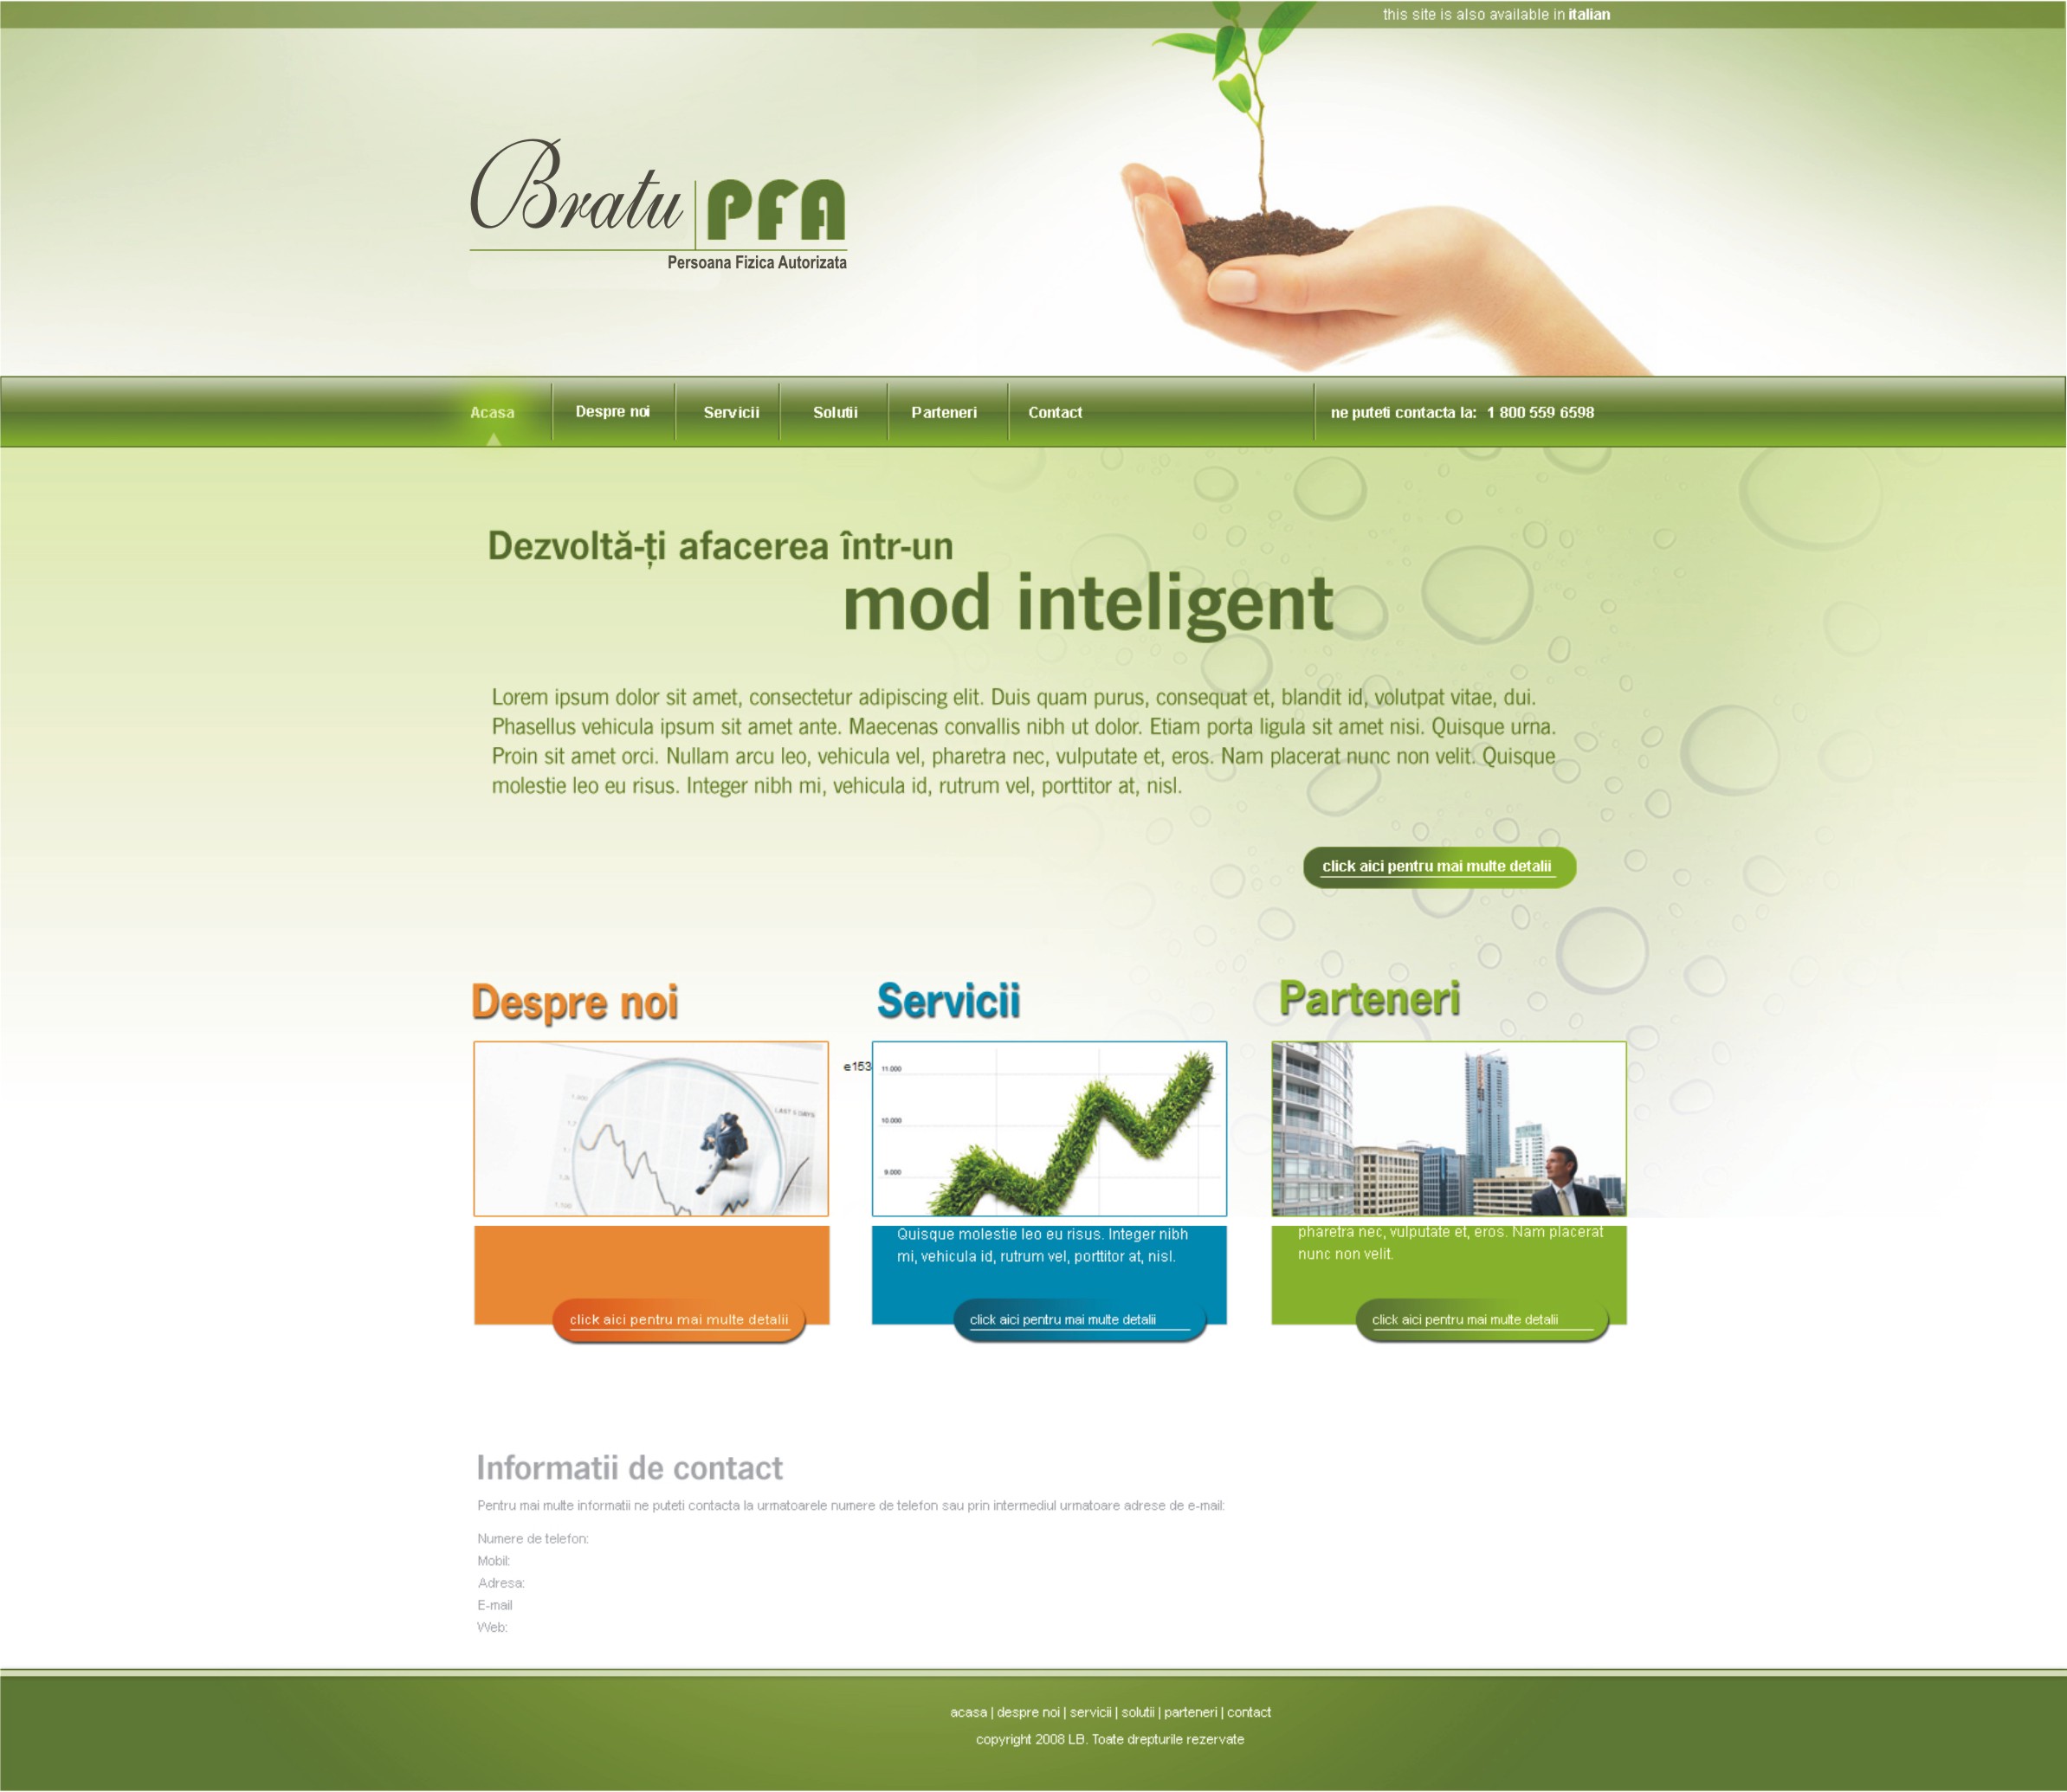 this site is also available in italian
Bratu PFA
Persoana Fizica Autorizata
Acasa Despre noi Servicii Solutii Parteneri Contact ne puteti contacta la: 1 800 559 6598
Dezvoltă-ți afacerea într-un
mod inteligent
Lorem ipsum dolor sit amet, consectetur adipiscing elit. Duis quam purus, consequat et, blandit id, volutpat vitae, dui.
Phasellus vehicula ipsum sit amet ante. Maecenas convallis nibh ut dolor. Etiam porta ligula sit amet nisi. Quisque urna.
Proin sit amet orci. Nullam arcu leo, vehicula vel, pharetra nec, vulputate et, eros. Nam placerat nunc non velit. Quisque
molestie leo eu risus. Integer nibh mi, vehicula id, rutrum vel, porttitor at, nisl.
click aici pentru mai multe detalii
Despre noi
LAST 5 DAYS
click aici pentru mai multe detalii
Servicii
e153
11.000
10.000
9.000
Quisque molestie leo eu risus. Integer nibh
mi, vehicula id, rutrum vel, porttitor at, nisl.
click aici pentru mai multe detalii
Parteneri
pharetra nec, vulputate et, eros. Nam placerat
nunc non velit.
click aici pentru mai multe detalii
Informatii de contact
Pentru mai multe informatii ne puteti contacta la urmatoarele numere de telefon sau prin intermediul urmatoare adrese de e-mail:
Numere de telefon:
Mobil:
Adresa:
E-mail
Web:
acasa | despre noi | servicii | solutii | parteneri | contact
copyright 2008 LB. Toate drepturile rezervate